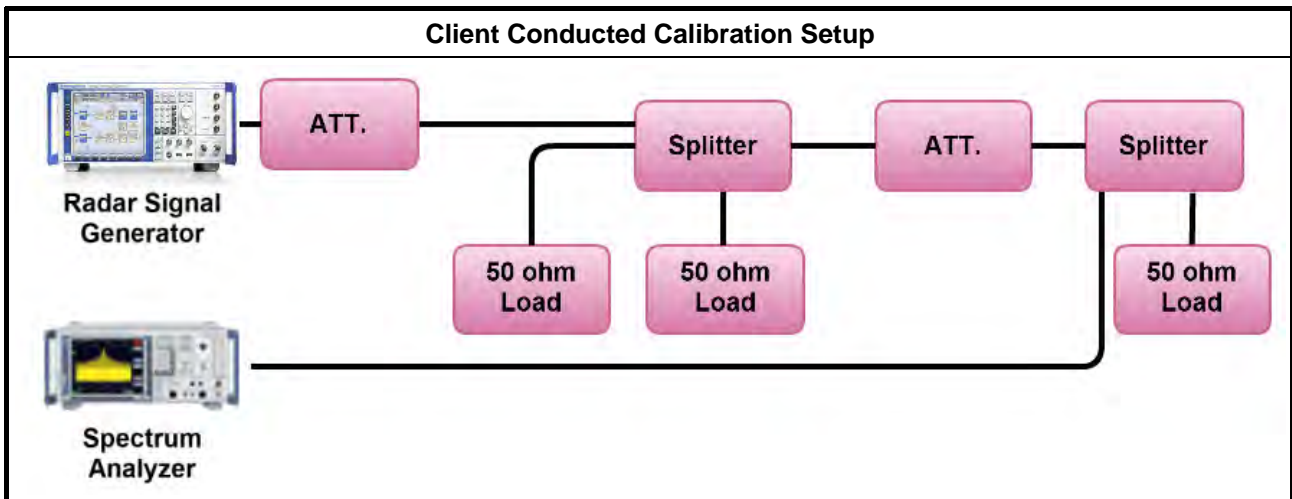 Client Conducted Calibration Setup
ATT.
Splitter
ATT.
Splitter
Radar Signal
Generator
50 ohm
Load
50 ohm
Load
50 ohm
Load
Spectrum
Analyzer